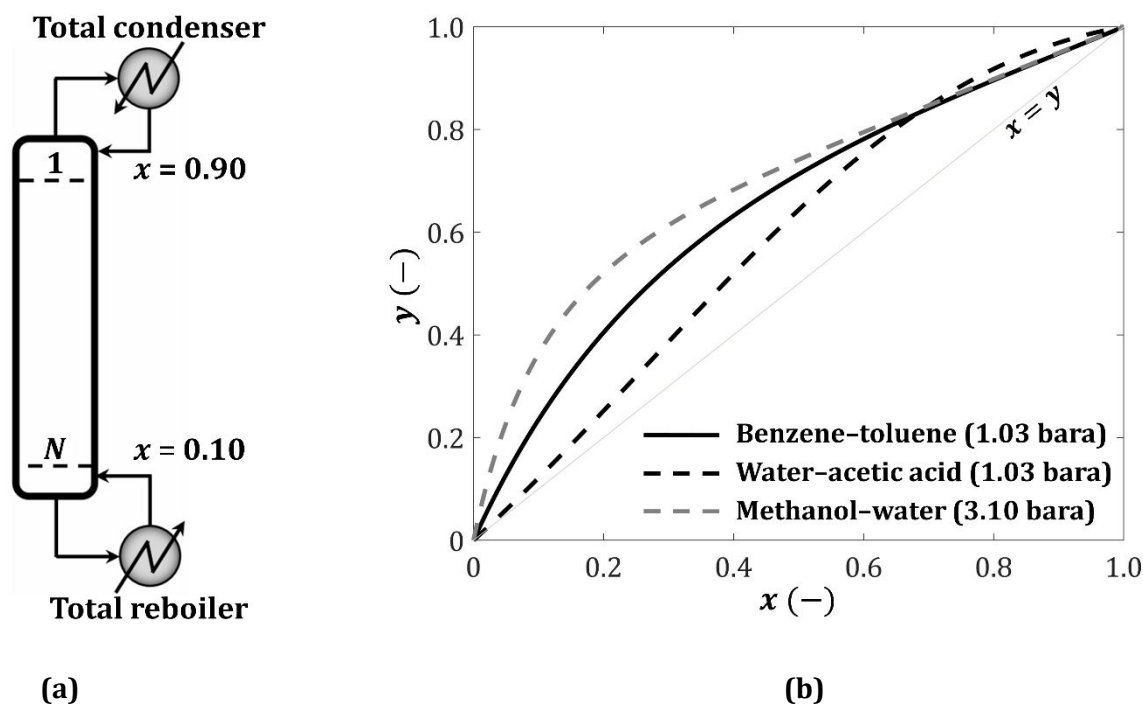 Total condenser
1
x = 0.90
N
x = 0.10
Total reboiler
(a)
1.0
0.8
0.6
0.4
0.2
0
y (−)
x = y
Benzene–toluene (1.03 bara)
Water–acetic acid (1.03 bara)
Methanol–water (3.10 bara)
0 0.2 0.4 0.6 0.8 1.0
x (−)
(b)